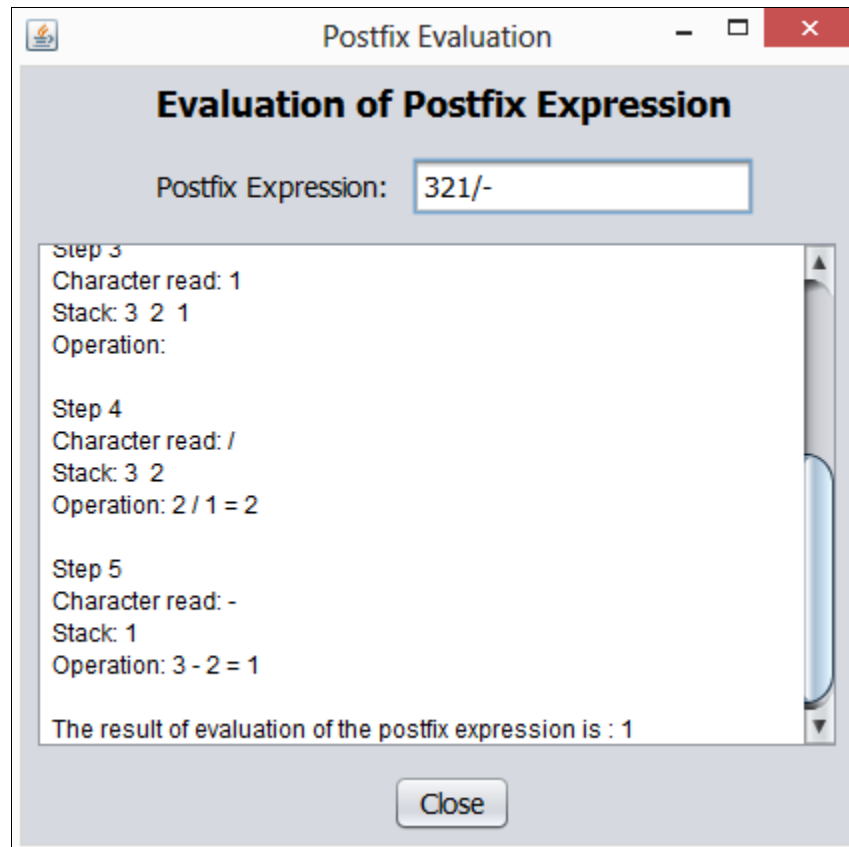 Postfix Evaluation
Evaluation of Postfix Expression
Postfix Expression: 321/-
Step 3
Character read: 1
Stack: 3 2 1
Operation:
Step 4
Character read: /
Stack: 3 2
Operation: 2 / 1 = 2
Step 5
Character read: -
Stack: 1
Operation: 3 - 2 = 1
The result of evaluation of the postfix expression is : 1
Close